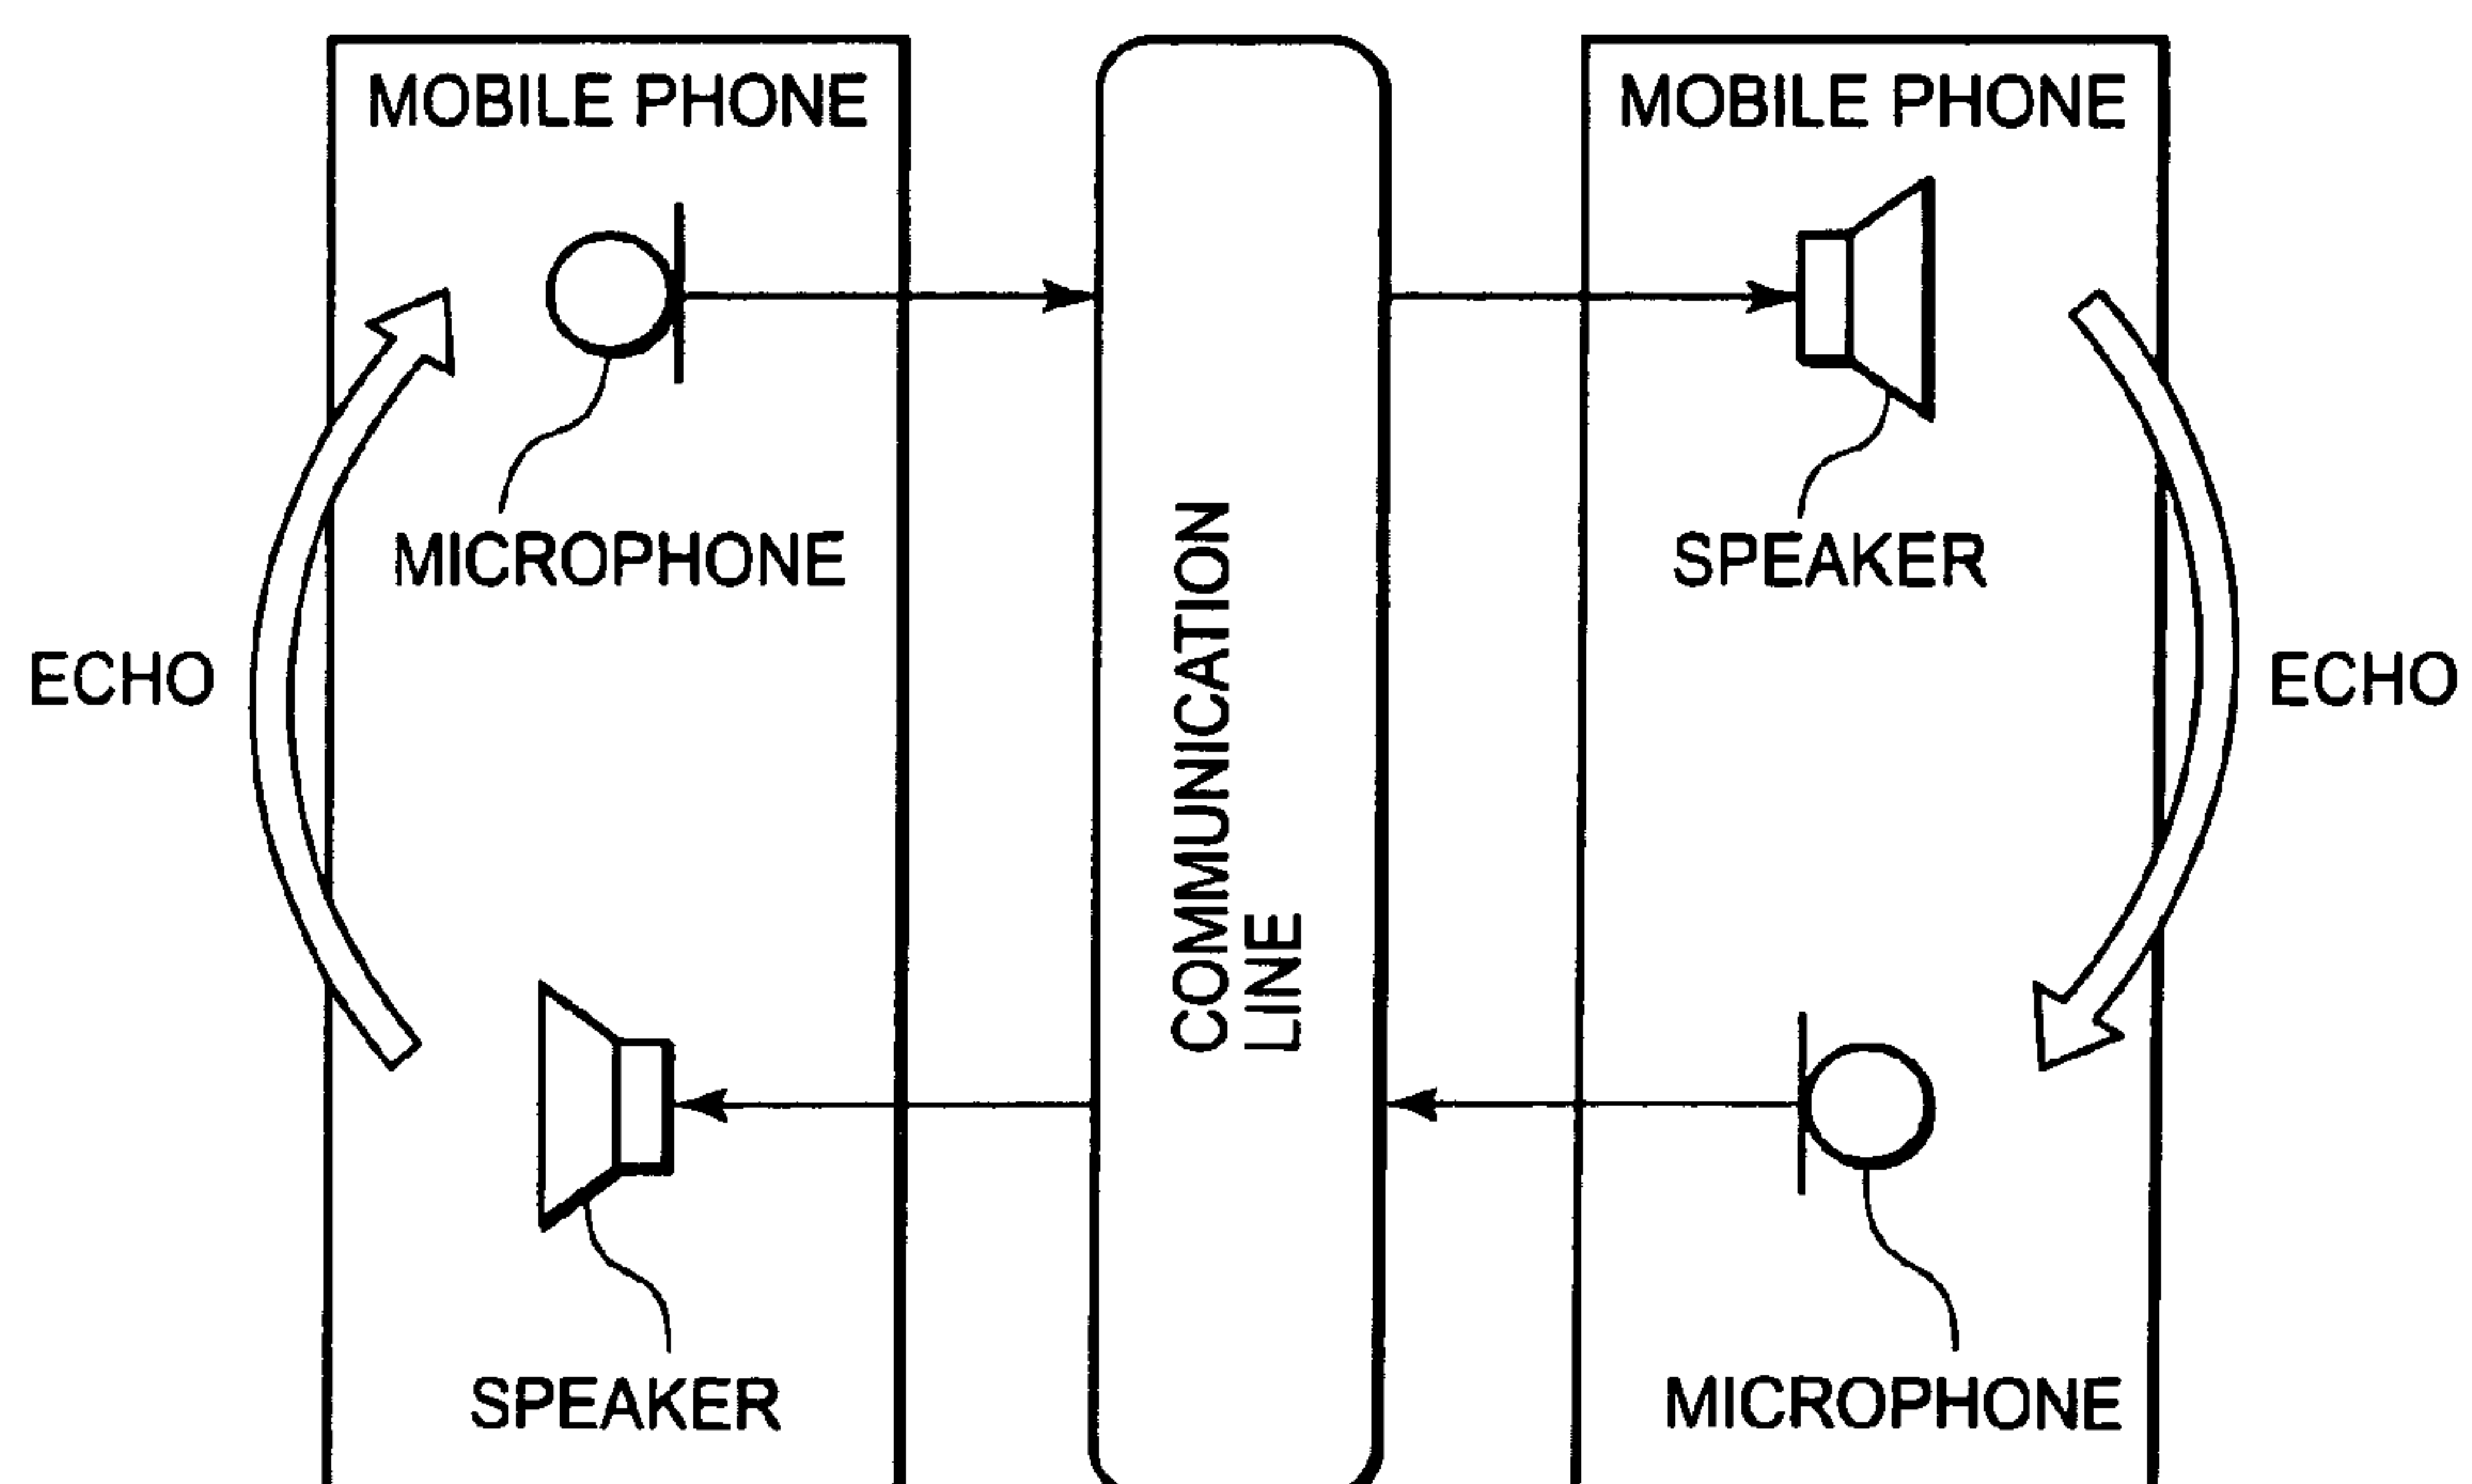 MOBILE PHONE
MOBILE PHONE
MICROPHONE
SPEAKER
ECHO
COMMUNICATION
LINE
ECHO
SPEAKER
MICROPHONE